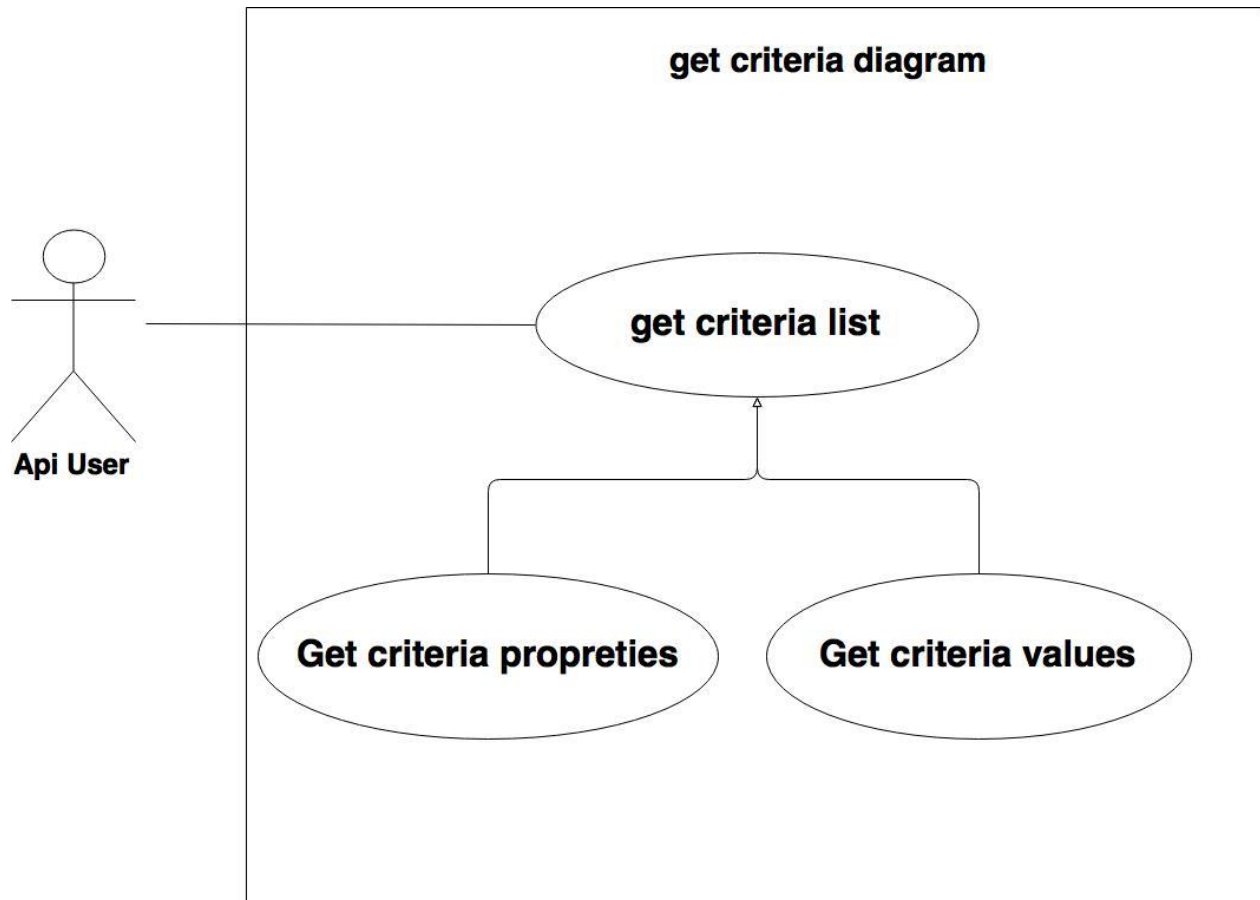 get criteria diagram
get criteria list
Api User
Get criteria propreties
Get criteria values